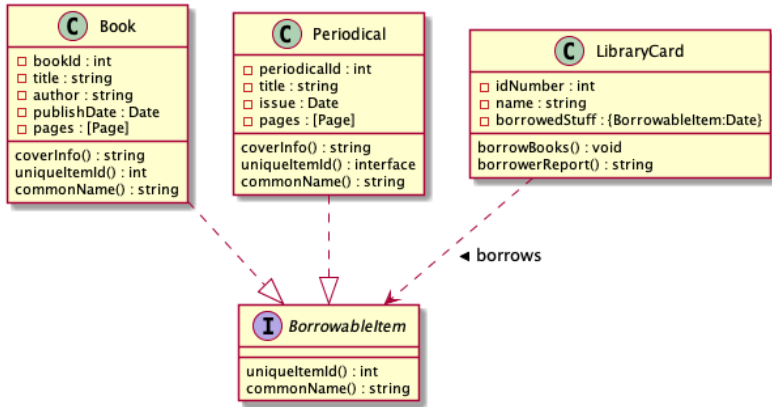 C Book
bookId : int
title : string
author : string
publishDate : Date
pages : [Page]
coverInfo() : string
uniqueItemId() : int
commonName() : string
C Periodical
periodicalId : int
title : string
issue : Date
pages : [Page]
coverInfo() : string
uniqueItemId() : interface
commonName() : string
C LibraryCard
idNumber : int
name : string
borrowedStuff : {BorrowableItem:Date}
borrowBooks() : void
borrowerReport() : string
◄ borrows
I BorrowableItem
uniqueItemId() : int
commonName() : string